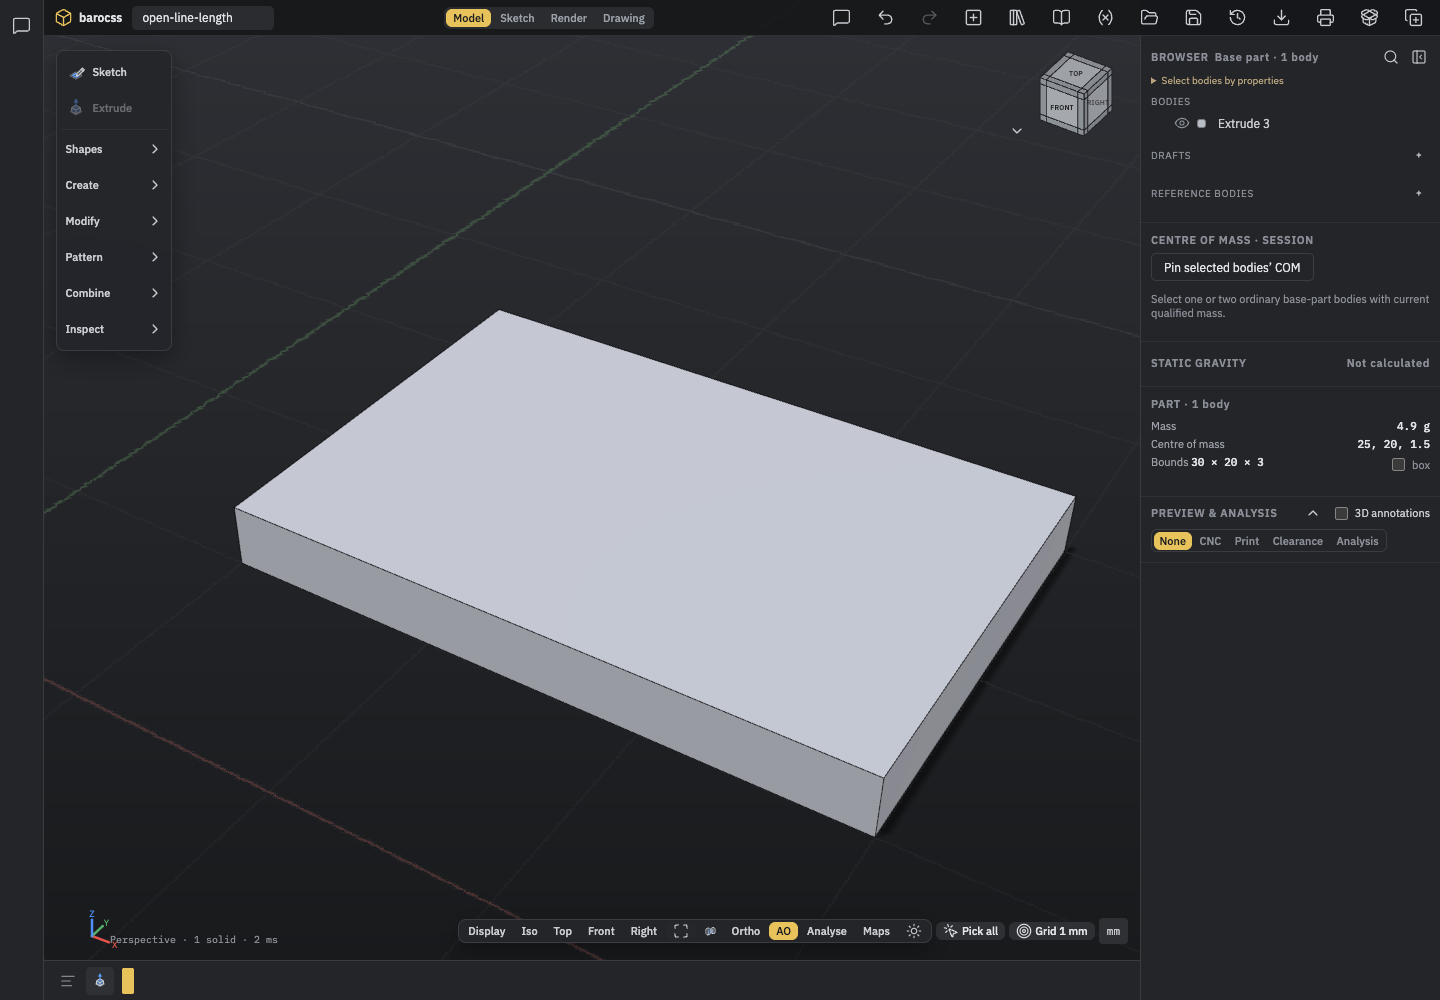 barocss
open-line-length
Model
Sketch
Render
Drawing
Sketch
Extrude
Shapes
Create
Modify
Pattern
Combine
Inspect
TOP
FRONT
RIGHT
BROWSER Base part · 1 body
Select bodies by properties
BODIES
Extrude 3
DRAFTS
REFERENCE BODIES
CENTRE OF MASS · SESSION
Pin selected bodies’ COM
Select one or two ordinary base-part bodies with current
qualified mass.
STATIC GRAVITY Not calculated
PART · 1 body
Mass 4.9 g
Centre of mass 25, 20, 1.5
Bounds 30 × 20 × 3 box
PREVIEW & ANALYSIS 3D annotations
None CNC Print Clearance Analysis
Z
Y
X
Perspective · 1 solid · 2 ms
Display Iso Top Front Right Ortho AO Analyse Maps Pick all Grid 1 mm mm